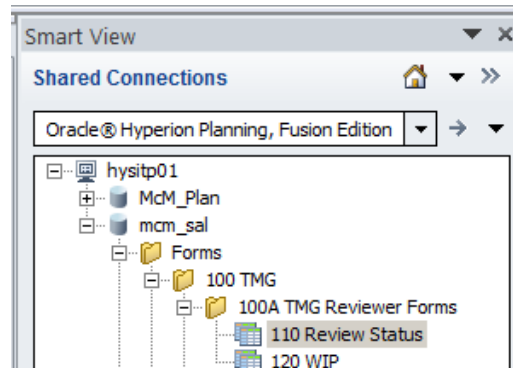 Smart View
Shared Connections
Oracle® Hyperion Planning, Fusion Edition
hysitp01
McM_Plan
mcm_sal
Forms
100 TMG
100A TMG Reviewer Forms
110 Review Status
120 WIP